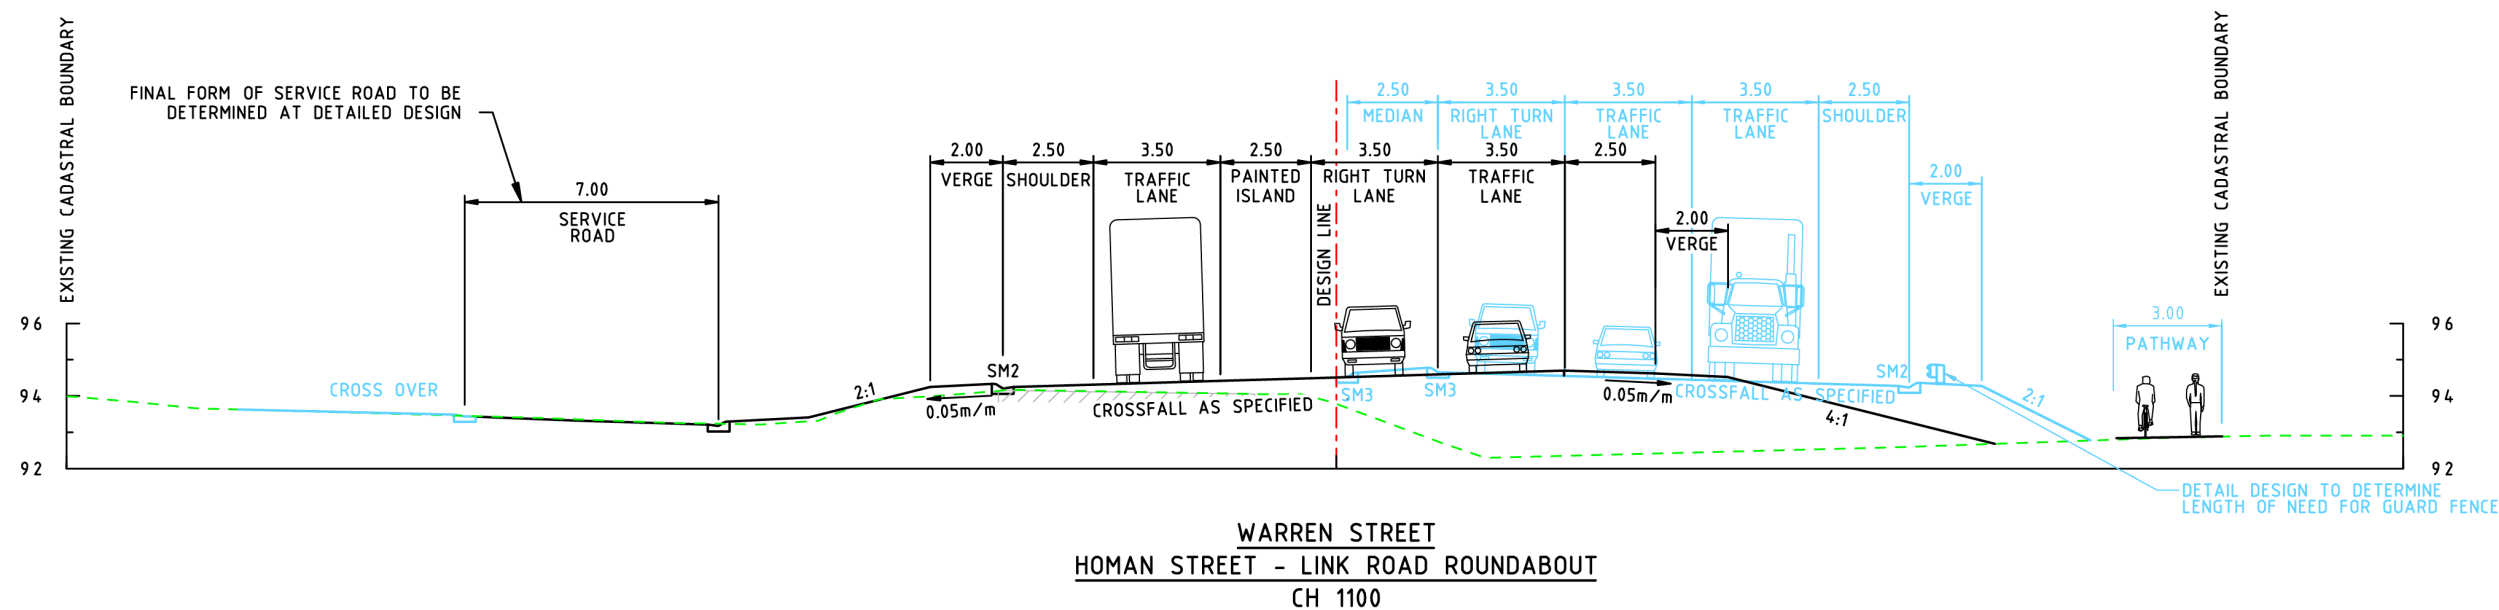 EXISTING CADASTRAL BOUNDARY
FINAL FORM OF SERVICE ROAD TO BE
DETERMINED AT DETAILED DESIGN
7.00
SERVICE
ROAD
2.00
VERGE
2.50
SHOULDER
3.50
TRAFFIC
LANE
2.50
PAINTED
ISLAND
3.50
RIGHT TURN
LANE
3.50
TRAFFIC
LANE
2.50
2.00
VERGE
DESIGN LINE
2.50
MEDIAN
3.50
RIGHT TURN
LANE
3.50
TRAFFIC
LANE
3.50
TRAFFIC
LANE
2.50
SHOULDER
2.00
VERGE
3.00
PATHWAY
EXISTING CADASTRAL BOUNDARY
96
94
92
CROSS OVER
2:1
SM2
0.05m/m
CROSSFALL AS SPECIFIED
SM3
SM3
0.05m/m
CROSSFALL AS SPECIFIED
SM2
4:1
2:1
96
94
92
DETAIL DESIGN TO DETERMINE
LENGTH OF NEED FOR GUARD FENCE
WARREN STREET
HOMAN STREET - LINK ROAD ROUNDABOUT
CH 1100